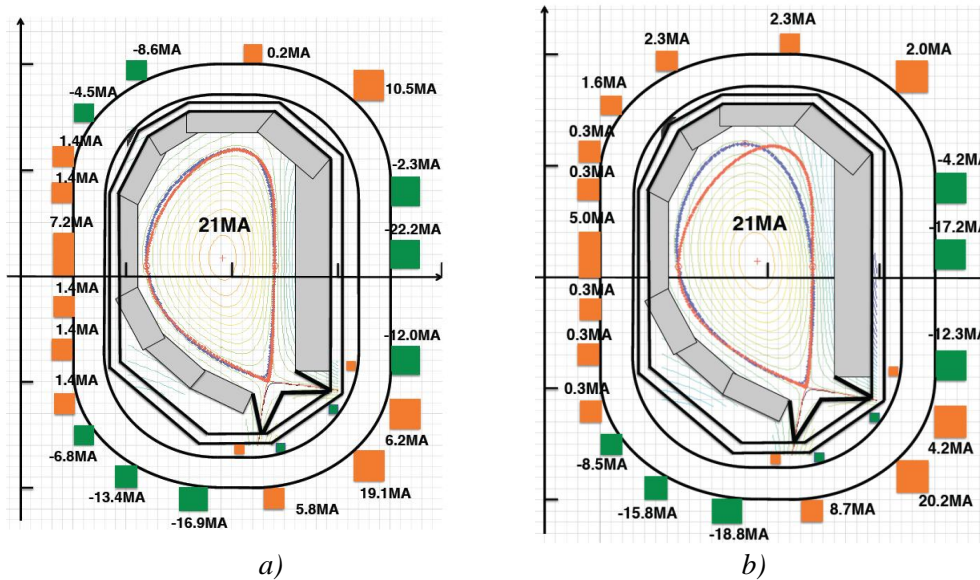 -8.6MA
0.2MA
-4.5MA
10.5MA
1.4MA
1.4MA
-2.3MA
7.2MA
21MA
-22.2MA
1.4MA
1.4MA
-12.0MA
1.4MA
6.2MA
-6.8MA
-13.4MA
19.1MA
-16.9MA
5.8MA
a)
2.3MA
2.3MA
2.0MA
1.6MA
0.3MA
-4.2MA
0.3MA
5.0MA
21MA
-17.2MA
0.3MA
0.3MA
-12.3MA
0.3MA
4.2MA
-8.5MA
-15.8MA
20.2MA
-18.8MA
8.7MA
b)